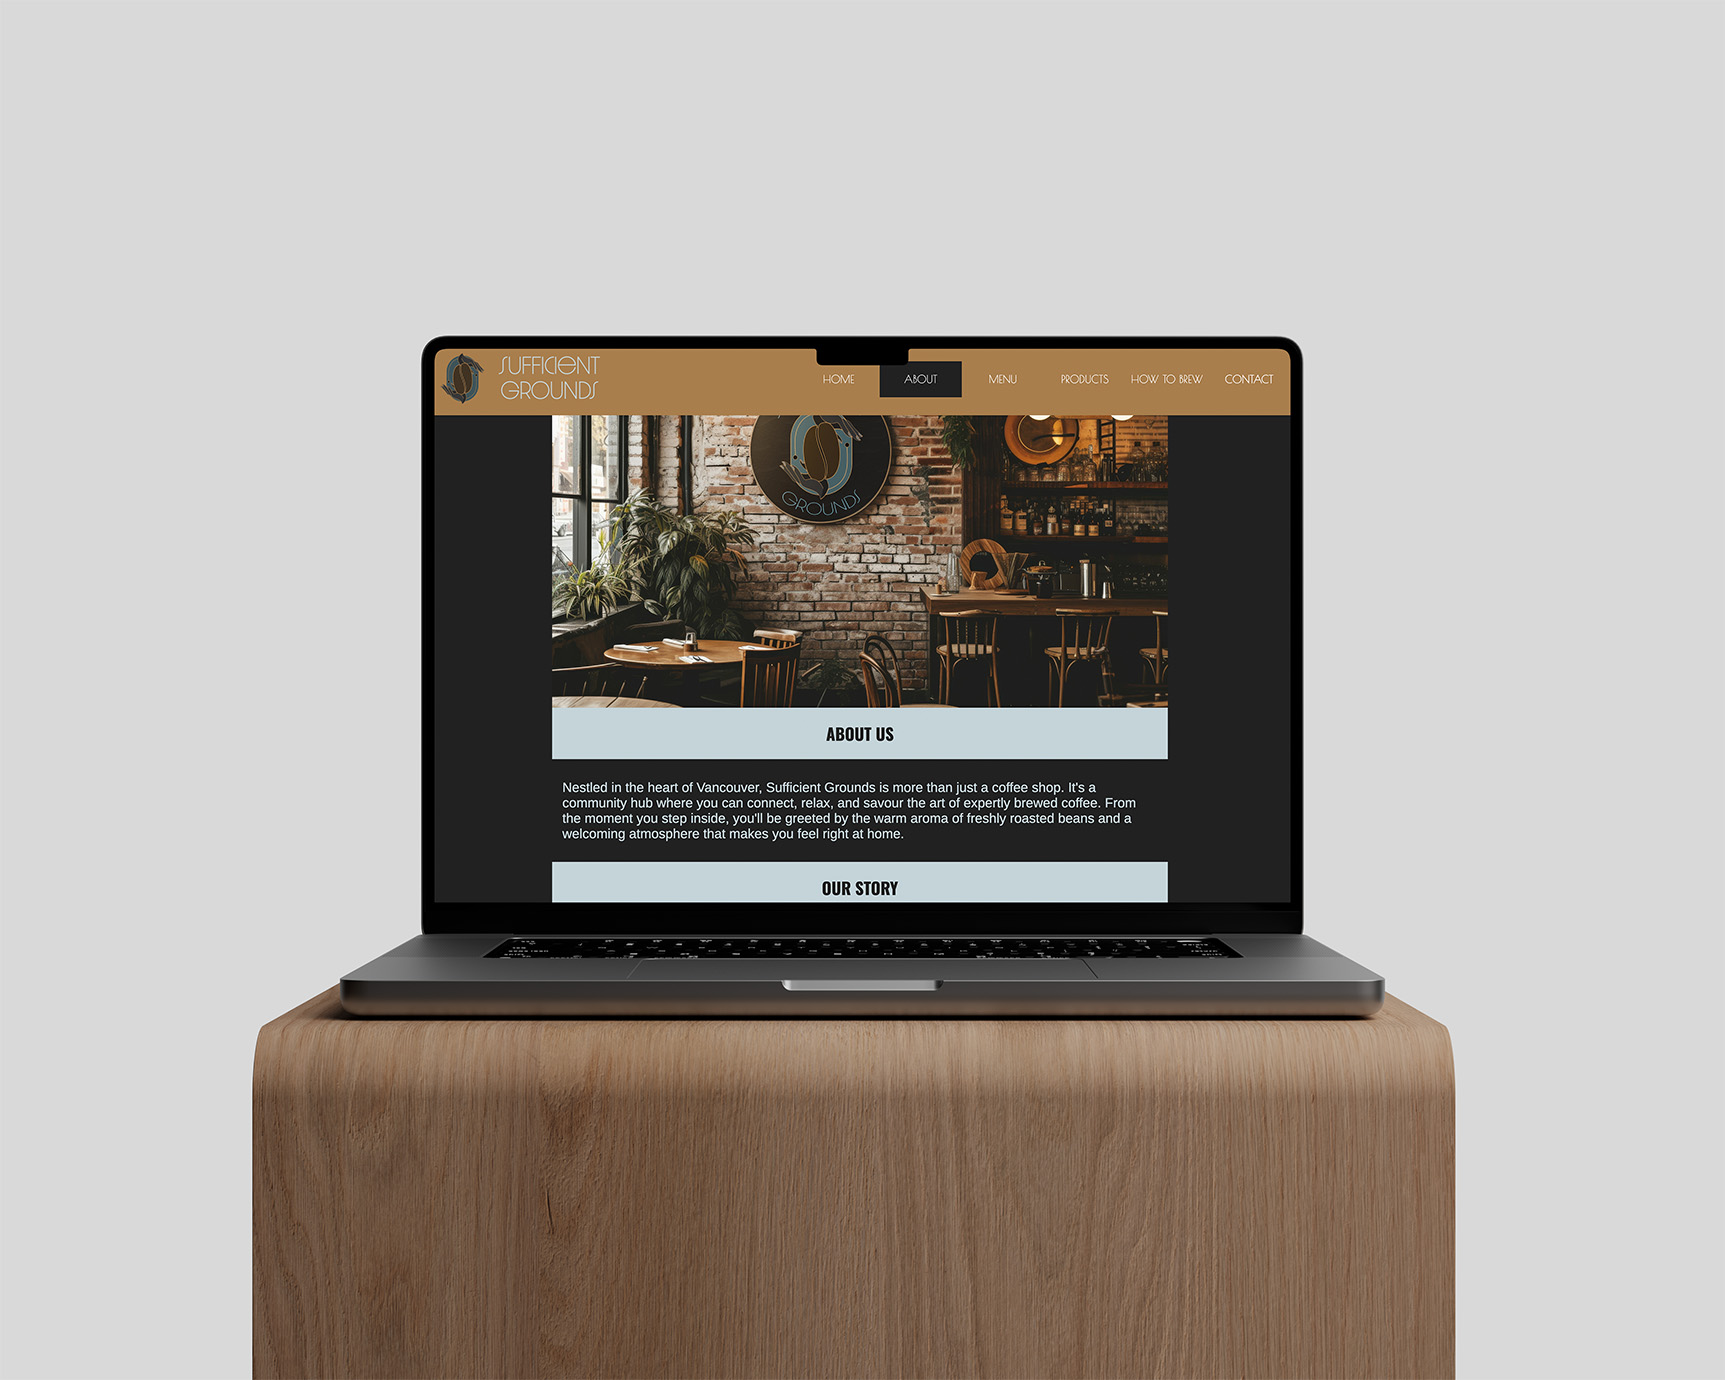 SUFFICIENT
GROUNDS
HOME
ABOUT
MENU
PRODUCTS
HOW TO BREW
CONTACT
GROUNDS
ABOUT US
Nestled in the heart of Vancouver, Sufficient Grounds is more than just a coffee shop. It's a
community hub where you can connect, relax, and savour the art of expertly brewed coffee. From
the moment you step inside, you'll be greeted by the warm aroma of freshly roasted beans and a
welcoming atmosphere that makes you feel right at home.
OUR STORY